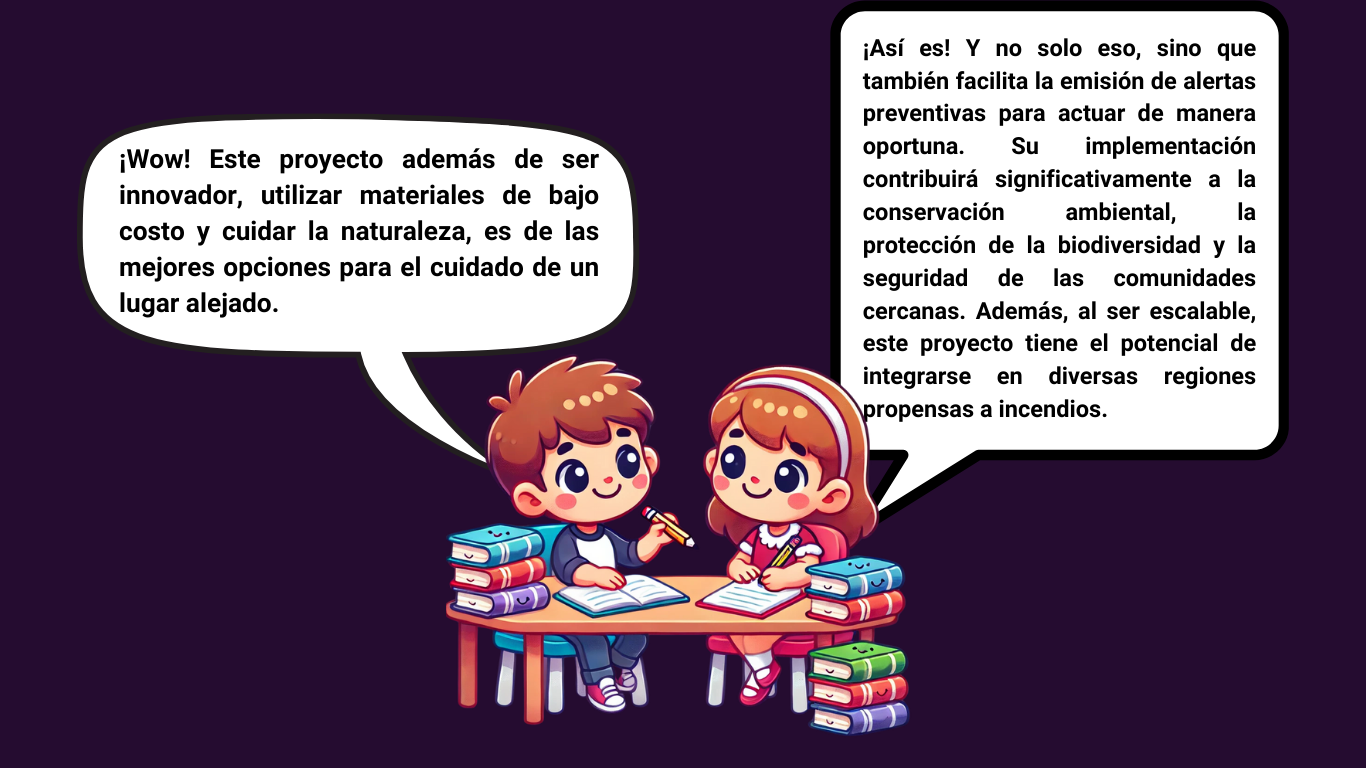 ¡Wow! Este proyecto además de ser
innovador, utilizar materiales de bajo
costo y cuidar la naturaleza, es de las
mejores opciones para el cuidado de un
lugar alejado.
¡Así es! Y no solo eso, sino que
también facilita la emisión de alertas
preventivas para actuar de manera
oportuna. Su implementación
contribuirá significativamente a la
conservación ambiental, la
protección de la biodiversidad y la
seguridad de las comunidades
cercanas. Además, al ser escalable,
este proyecto tiene el potencial de
integrarse en diversas regiones
propensas a incendios.